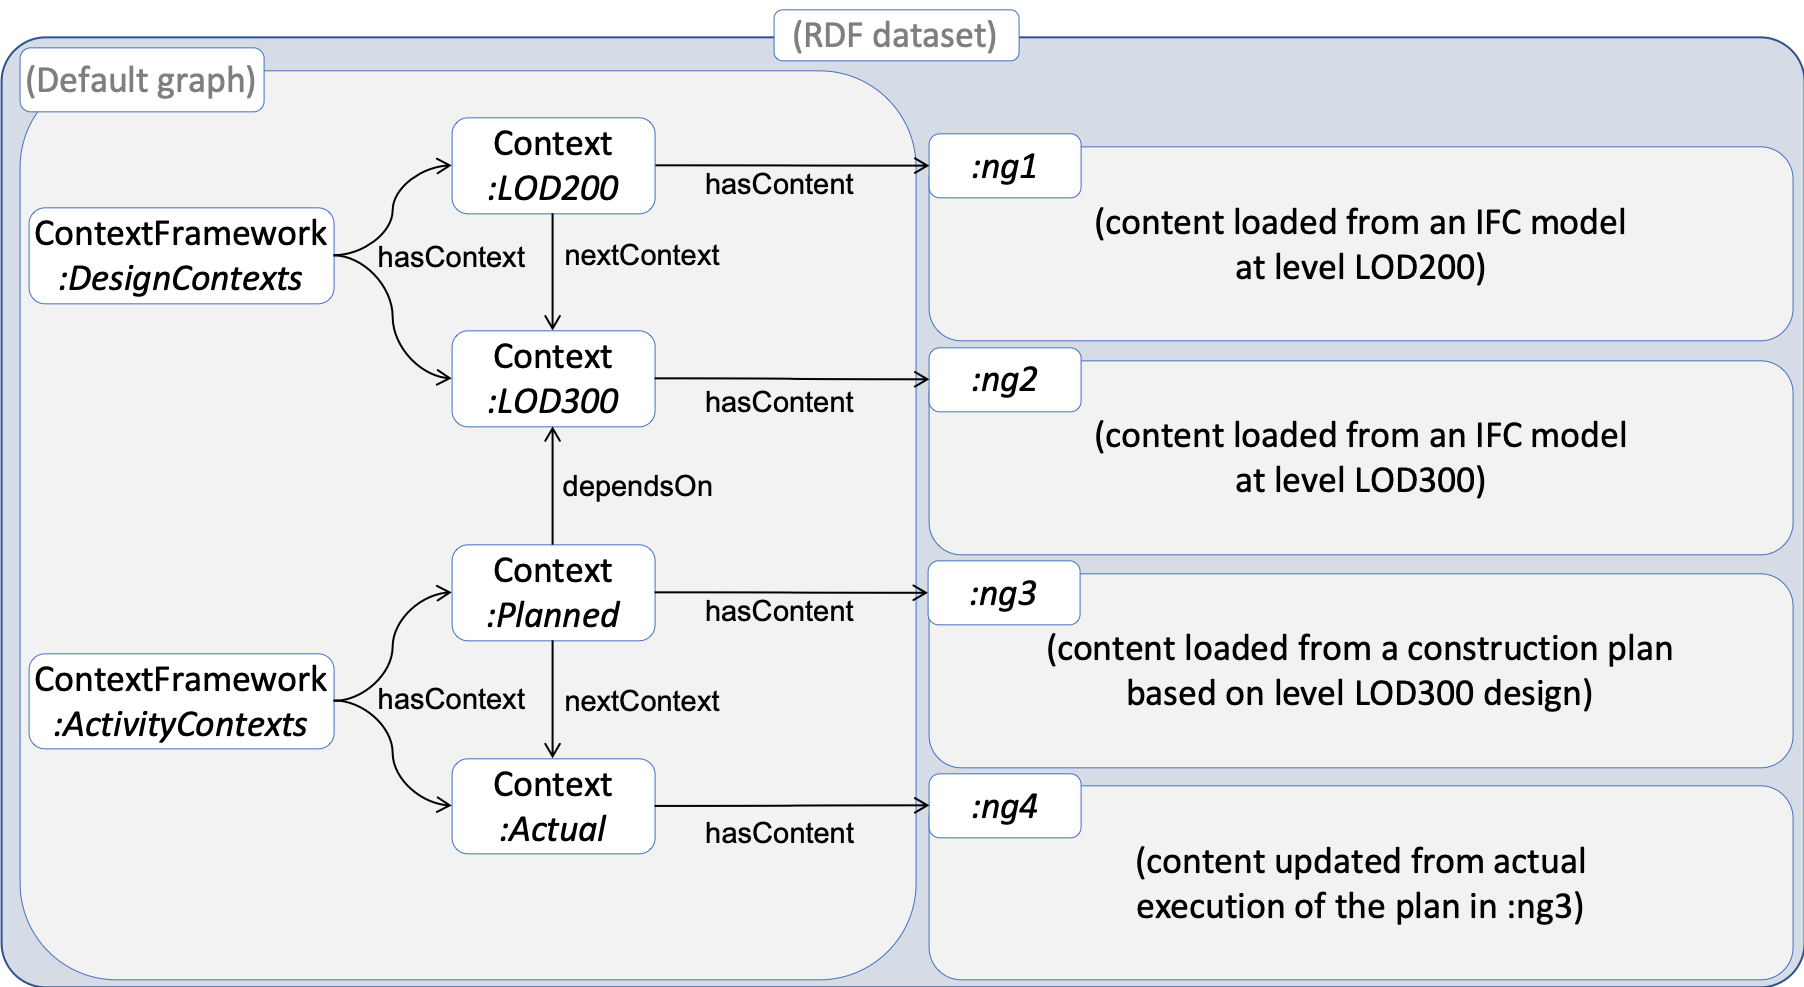 (RDF dataset)
(Default graph)
Context
:LOD200
hasContent
:ng1
(content loaded from an IFC model
at level LOD200)
ContextFramework
:DesignContexts
hasContext
nextContext
Context
:LOD300
hasContent
:ng2
(content loaded from an IFC model
at level LOD300)
dependsOn
Context
:Planned
hasContent
:ng3
(content loaded from a construction plan
based on level LOD300 design)
ContextFramework
:ActivityContexts
hasContext
nextContext
Context
:Actual
hasContent
:ng4
(content updated from actual
execution of the plan in :ng3)